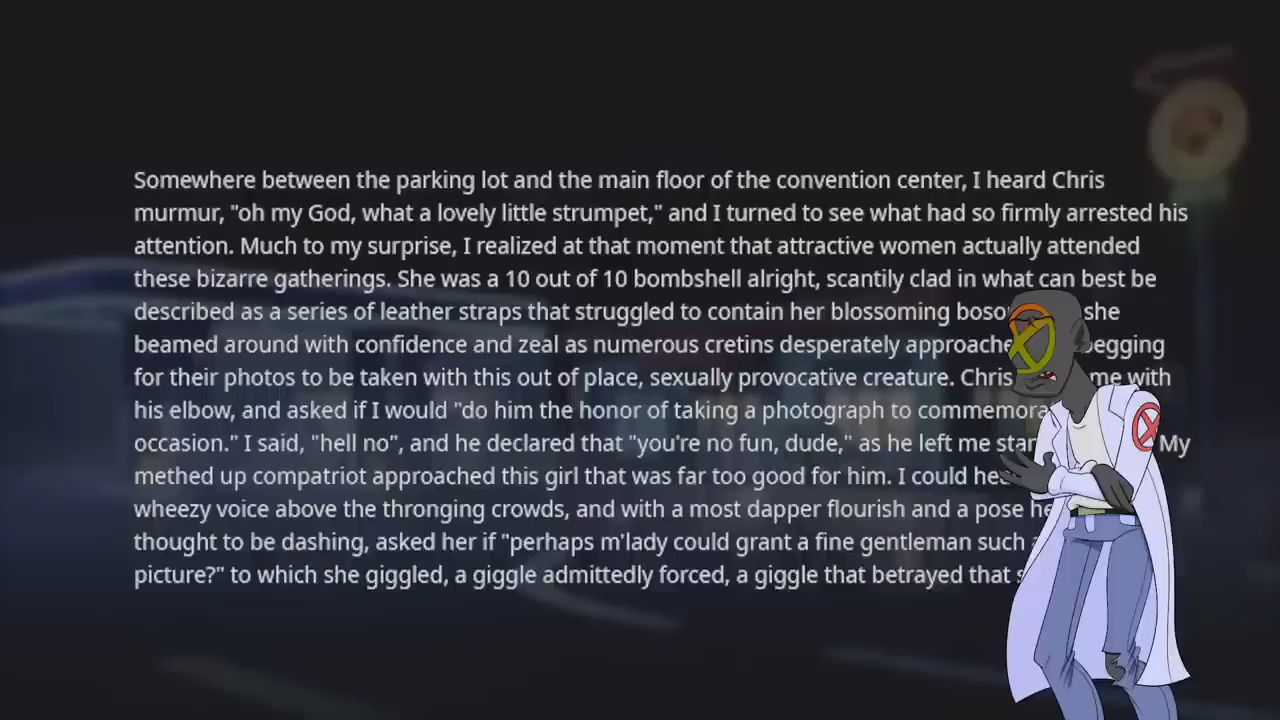 Somewhere between the parking lot and the main floor of the convention center, I heard Chris
murmur, "oh my God, what a lovely little strumpet," and I turned to see what had so firmly arrested his
attention. Much to my surprise, I realized at that moment that attractive women actually attended
these bizarre gatherings. She was a 10 out of 10 bombshell alright, scantily clad in what can best be
described as a series of leather straps that struggled to contain her blossoming she
beamed around with confidence and zeal as numerous cretins desperately begging
for their photos to be taken with this out of place, sexually provocative creature. Chris me with
his elbow, and asked if I would "do him the honor of taking a photograph to
occasion." I said, "hell no", and he declared that "you're no fun, dude," as he left me My
methed up compatriot approached this girl that was far too good for him. I could
wheezy voice above the thronging crowds, and with a most dapper flourish and a pose he
thought to be dashing, asked her if "perhaps m'lady could grant a fine gentleman such
picture?" to which she giggled, a giggle admittedly forced, a giggle that betrayed that